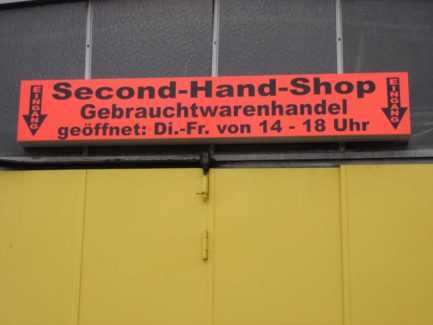 Second-Hand-Shop
Gebrauchtwarenhandel
geöffnet: Di.-Fr. von 14 - 18 Uhr
EINGANG
EINGANG